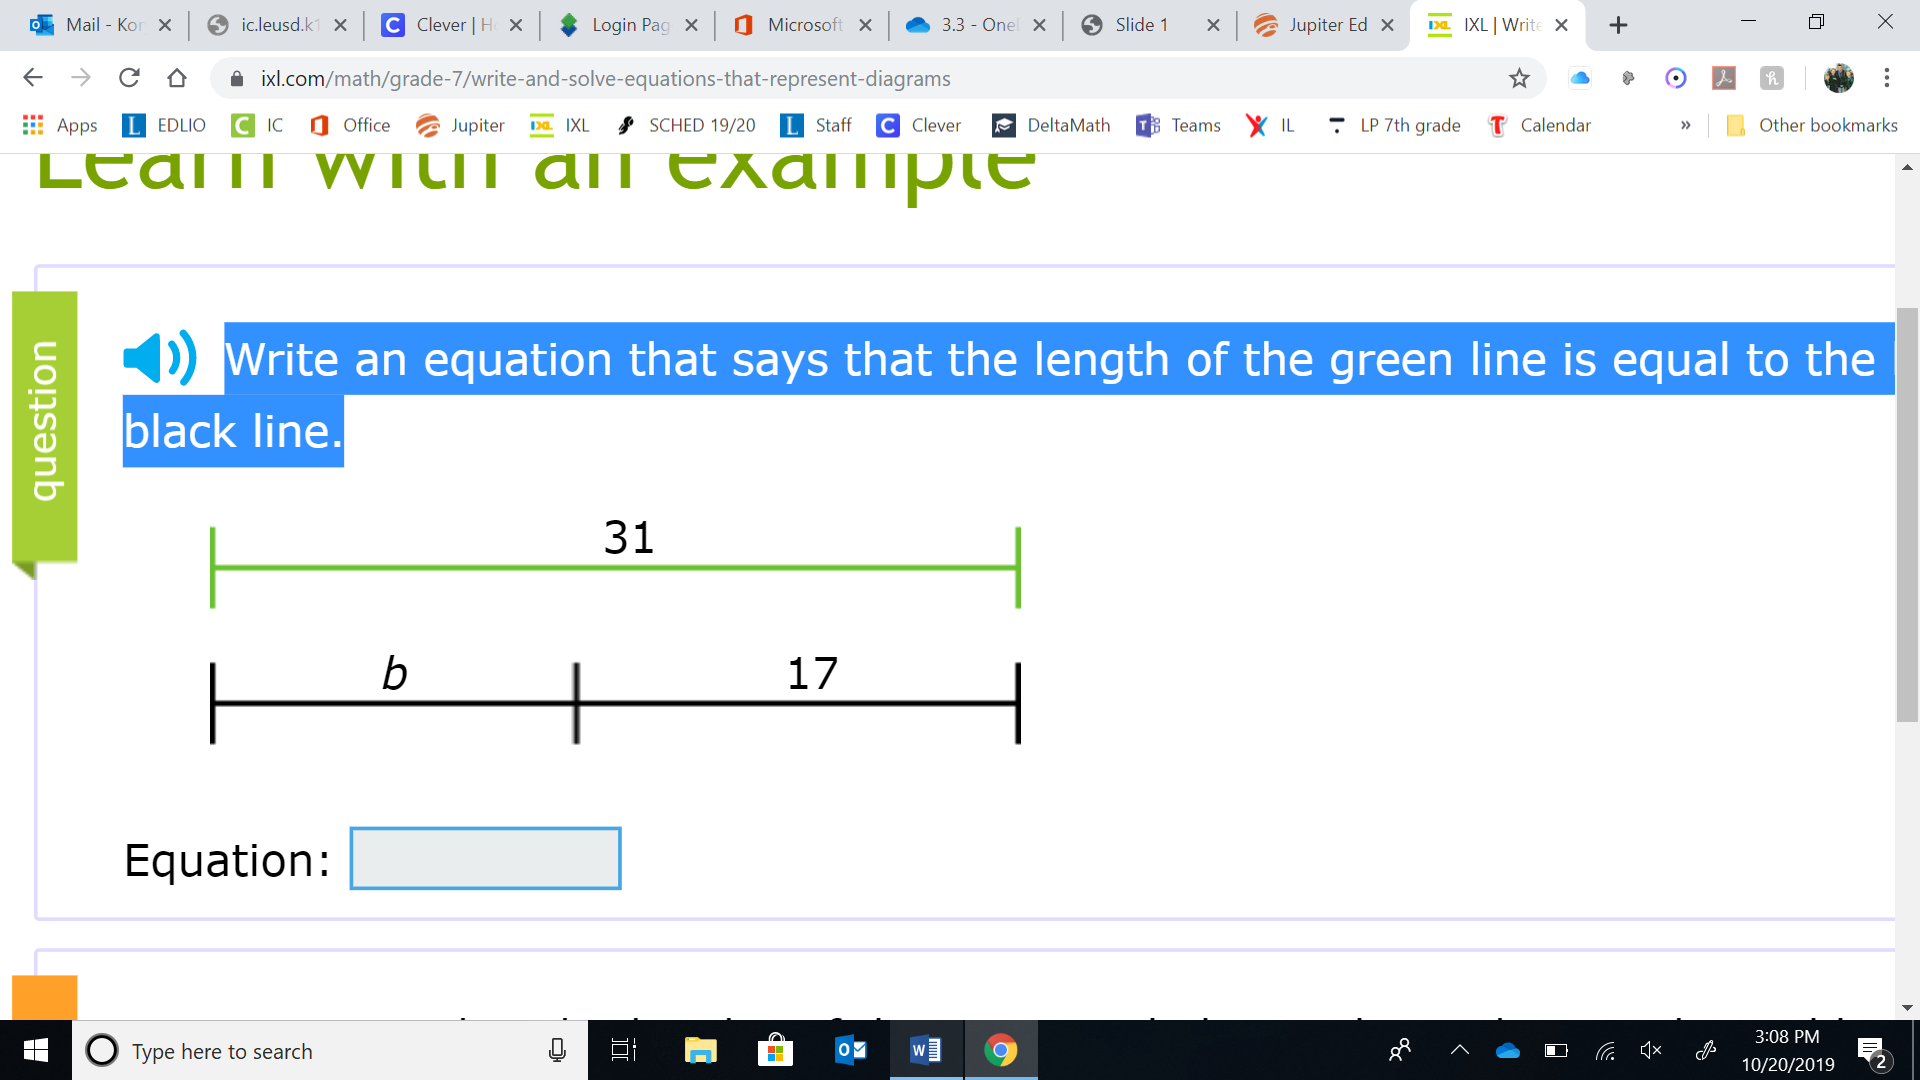 Mail - Kor
ic.leusd.k1
Clever | H
Login Pag
Microsoft
3.3 - One
Slide 1
Jupiter Ed
IXL | Write
ixl.com/math/grade-7/write-and-solve-equations-that-represent-diagrams
Apps
EDLIO
IC
Office
Jupiter
IXL
SCHED 19/20
Staff
Clever
DeltaMath
Teams
IL
LP 7th grade
Calendar
»
Other bookmarks
Learn with an example
question
Write an equation that says that the length of the green line is equal to the
black line.
31
b
17
Equation:
Type here to search
3:08 PM
10/20/2019
2